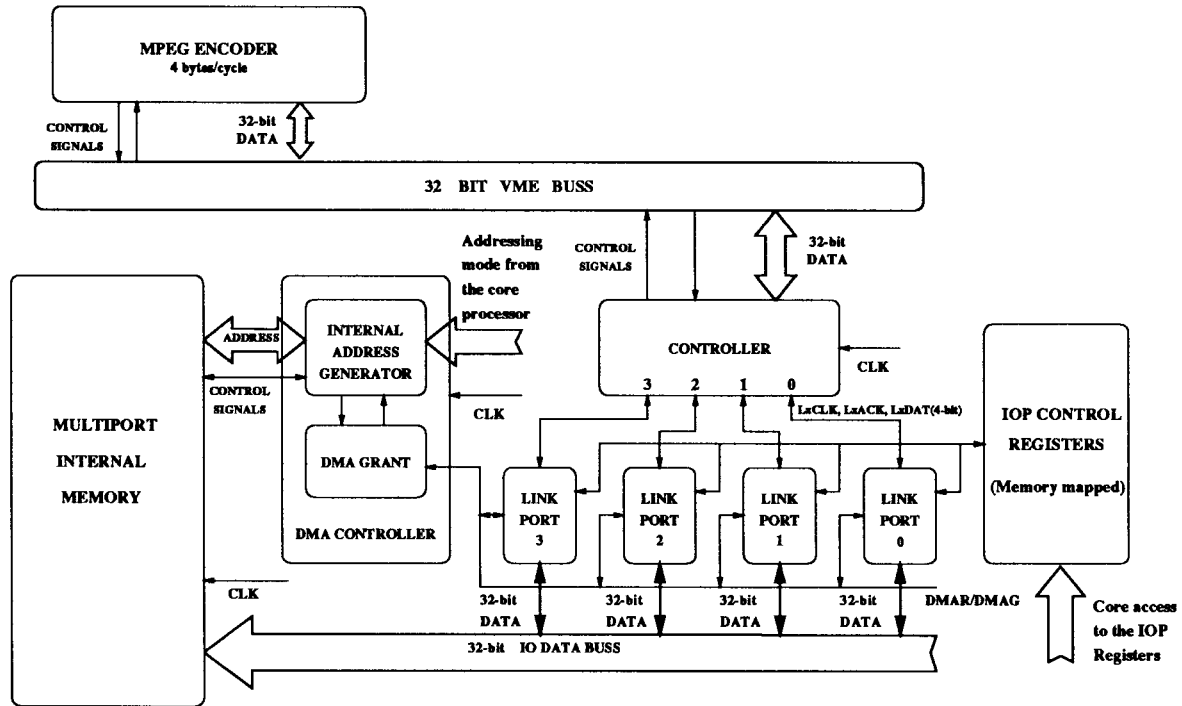 MPEG ENCODER
4 bytes/cycle
CONTROL
SIGNALS
32-bit
DATA
32 BIT VME BUSS
Addressing
mode from
the core
processor
CONTROL
SIGNALS
32-bit
DATA
ADDRESS
INTERNAL
ADDRESS
GENERATOR
CONTROLLER
CLK
3 2 1 0
CONTROL
SIGNALS
CLK
LxCLK, LxACK, LxDAT(4-bit)
IOP CONTROL
REGISTERS
(Memory mapped)
MULTIPORT
INTERNAL
MEMORY
DMA GRANT
DMA CONTROLLER
LINK
PORT
3
LINK
PORT
2
LINK
PORT
1
LINK
PORT
0
CLK
32-bit
DATA
32-bit
DATA
32-bit
DATA
32-bit
DATA
DMAR/DMAG
Core access
to the IOP
Registers
32-bit IO DATA BUSS